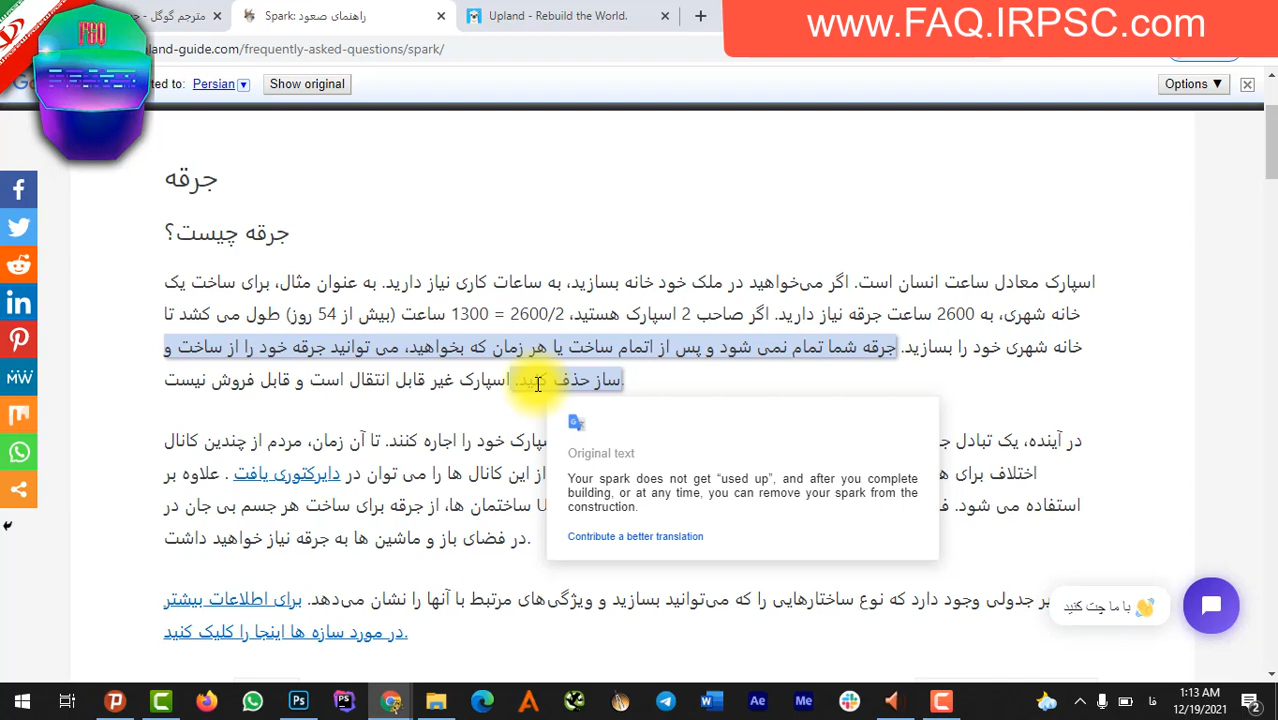 مترجم گوگل
Spark: راهنمای صعود
Upland - Rebuild the World.
www.FAQ.IRPSC.com
FAQ
land-guide.com/frequently-asked-questions/spark/
ted to: Persian
Show original
Options ▼
جرقه
جرقه چیست؟
اسپارک معادل ساعت انسان است. اگر می‌خواهید در ملک خود خانه بسازید، به ساعات کاری نیاز دارید. به عنوان مثال، برای ساخت یک
خانه شهری، به 2600 ساعت جرقه نیاز دارید. اگر صاحب 2 اسپارک هستید، 2600/2 = 1300 ساعت (بیش از 54 روز) طول می کشد تا
خانه شهری خود را بسازید. جرقه شما تمام نمی شود و پس از اتمام ساخت یا هر زمان که بخواهید، می توانید جرقه خود را از ساخت و
ساز حذف کنید. اسپارک غیر قابل انتقال است و قابل فروش نیست.
Original text
Your spark does not get “used up”, and after you complete
building, or at any time, you can remove your spark from the
construction.
Contribute a better translation
در آینده، یک تبادل
اسپارک خود را اجاره کنند. تا آن زمان، مردم از چندین کانال
اختلاف برای
از این کانال ها را می توان در دایرکتوری یافت . علاوه بر
ساختمان ها، از جرقه برای ساخت هر جسم بی جان در
استفاده می شود.
در فضای باز و ماشین ها به جرقه نیاز خواهید داشت.
جدولی وجود دارد که نوع ساختارهایی را که می‌توانید بسازید و ویژگی‌های مرتبط با آنها را نشان می‌دهد. برای اطلاعات بیشتر
در مورد سازه ها اینجا را کلیک کنید.
با ما چت کنید
1:13 AM
12/19/2021